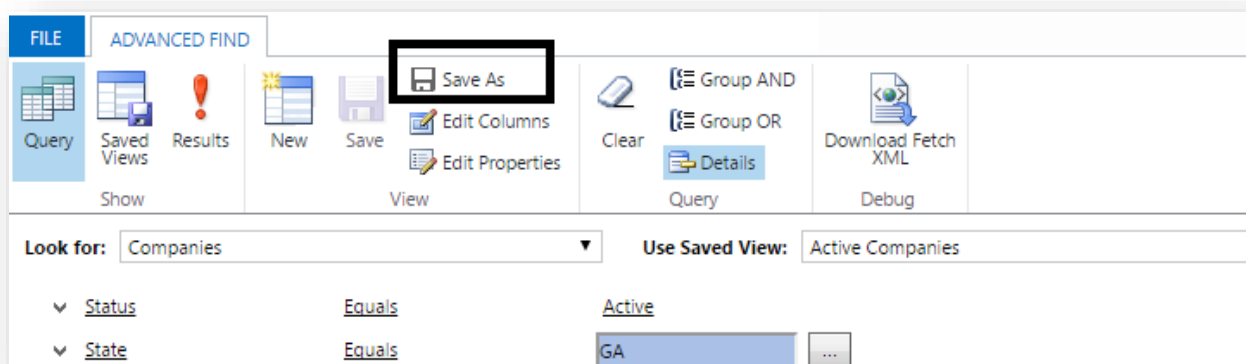 FILE ADVANCED FIND
Save As
Edit Columns
Edit Properties
Group AND
Group OR
Details
Query
Saved
Views
Results
New
Save
Clear
Download Fetch
XML
Show
View
Query
Debug
Look for: Companies Use Saved View: Active Companies
Status Equals Active
State Equals GA ...